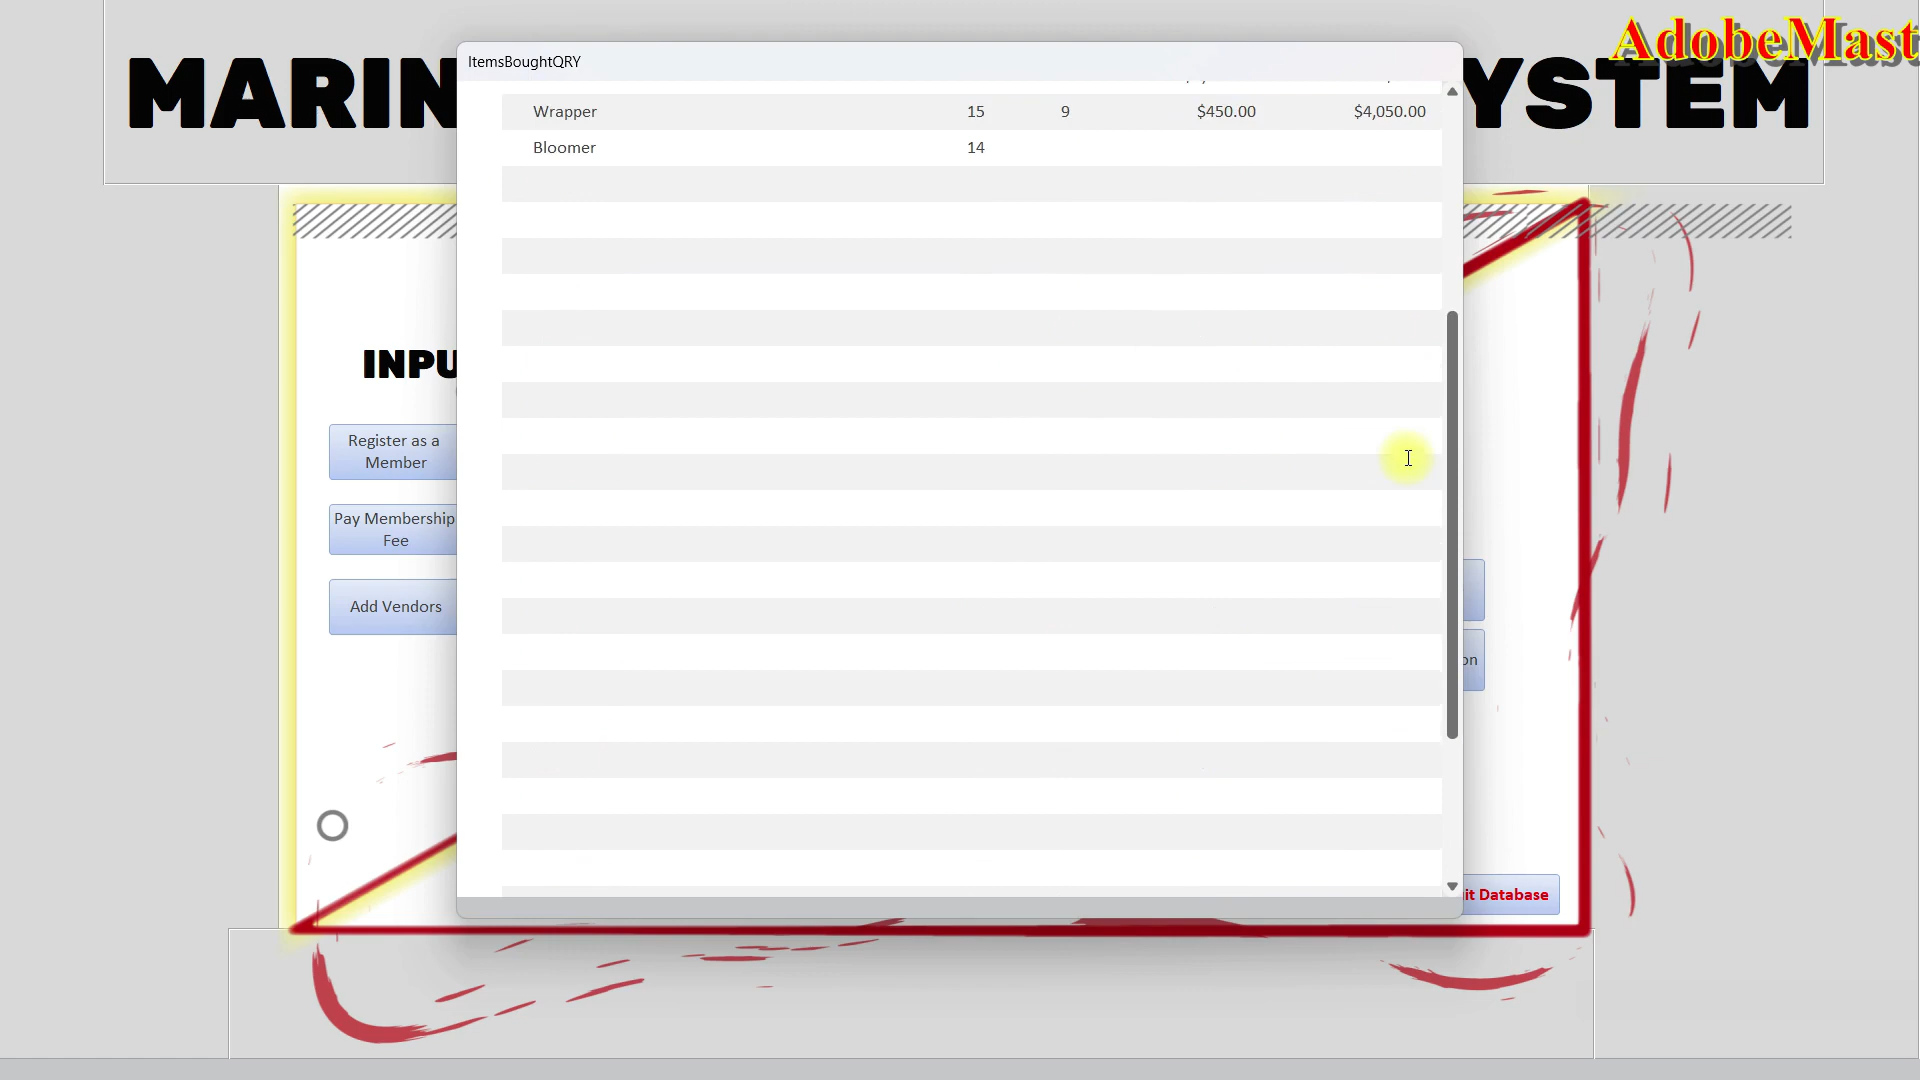 AdobeMast
MARIN
YSTEM
ItemsBoughtQRY
Wrapper 15 9 $450.00 $4,050.00
Bloomer 14
INPU
Register as a
Member
Pay Membership
Fee
Add Vendors
on
it Database